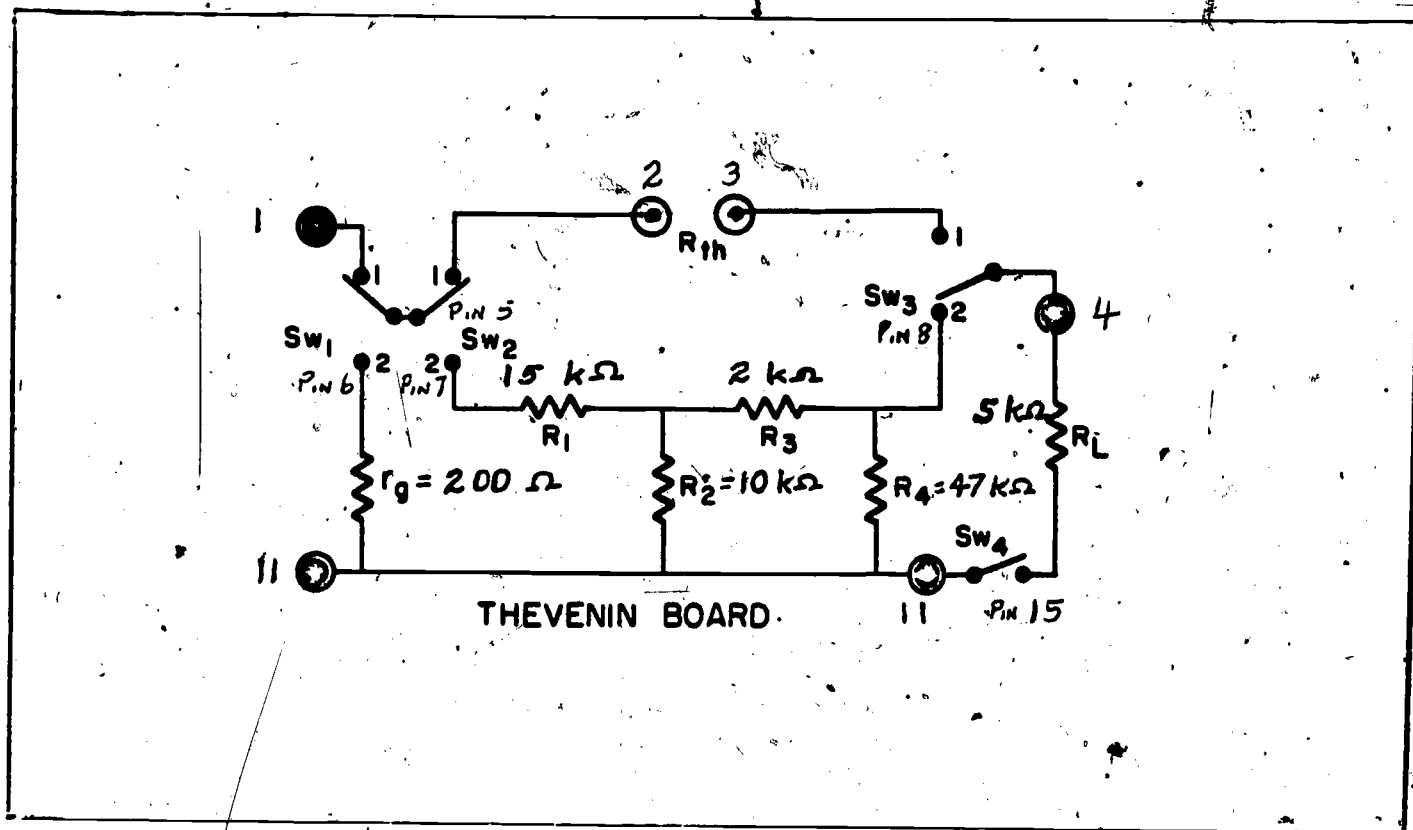 2 3
1
Rth
1 1 1
PIN 5
Sw3 2 4
PIN 8
Sw1 Sw2
2 2
PIN 6 PIN 7
15 kΩ 2 kΩ
5 kΩ
R1 R3 RL
rg = 200 Ω R2 = 10 kΩ R4 = 47 kΩ
Sw4
11
THEVENIN BOARD. 11 PIN 15